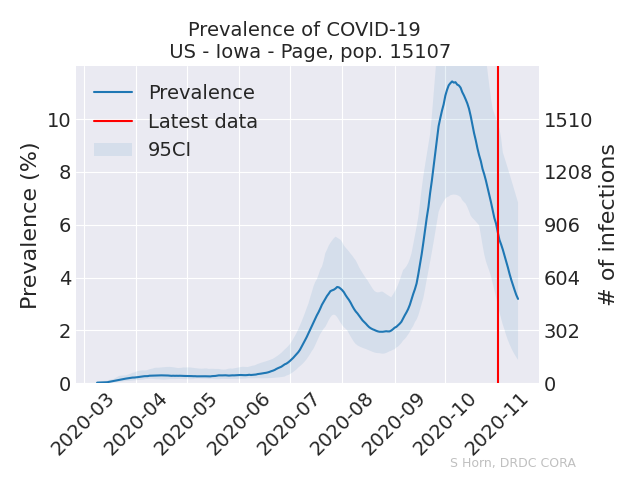 Prevalence of COVID-19
US - Iowa - Page, pop. 15107
Prevalence
Latest data
95CI
Prevalence (%)
10
8
6
4
2
0
1510
1208
906
604
302
0
# of infections
2020-03
2020-04
2020-05
2020-06
2020-07
2020-08
2020-09
2020-10
2020-11
S Horn, DRDC CORA